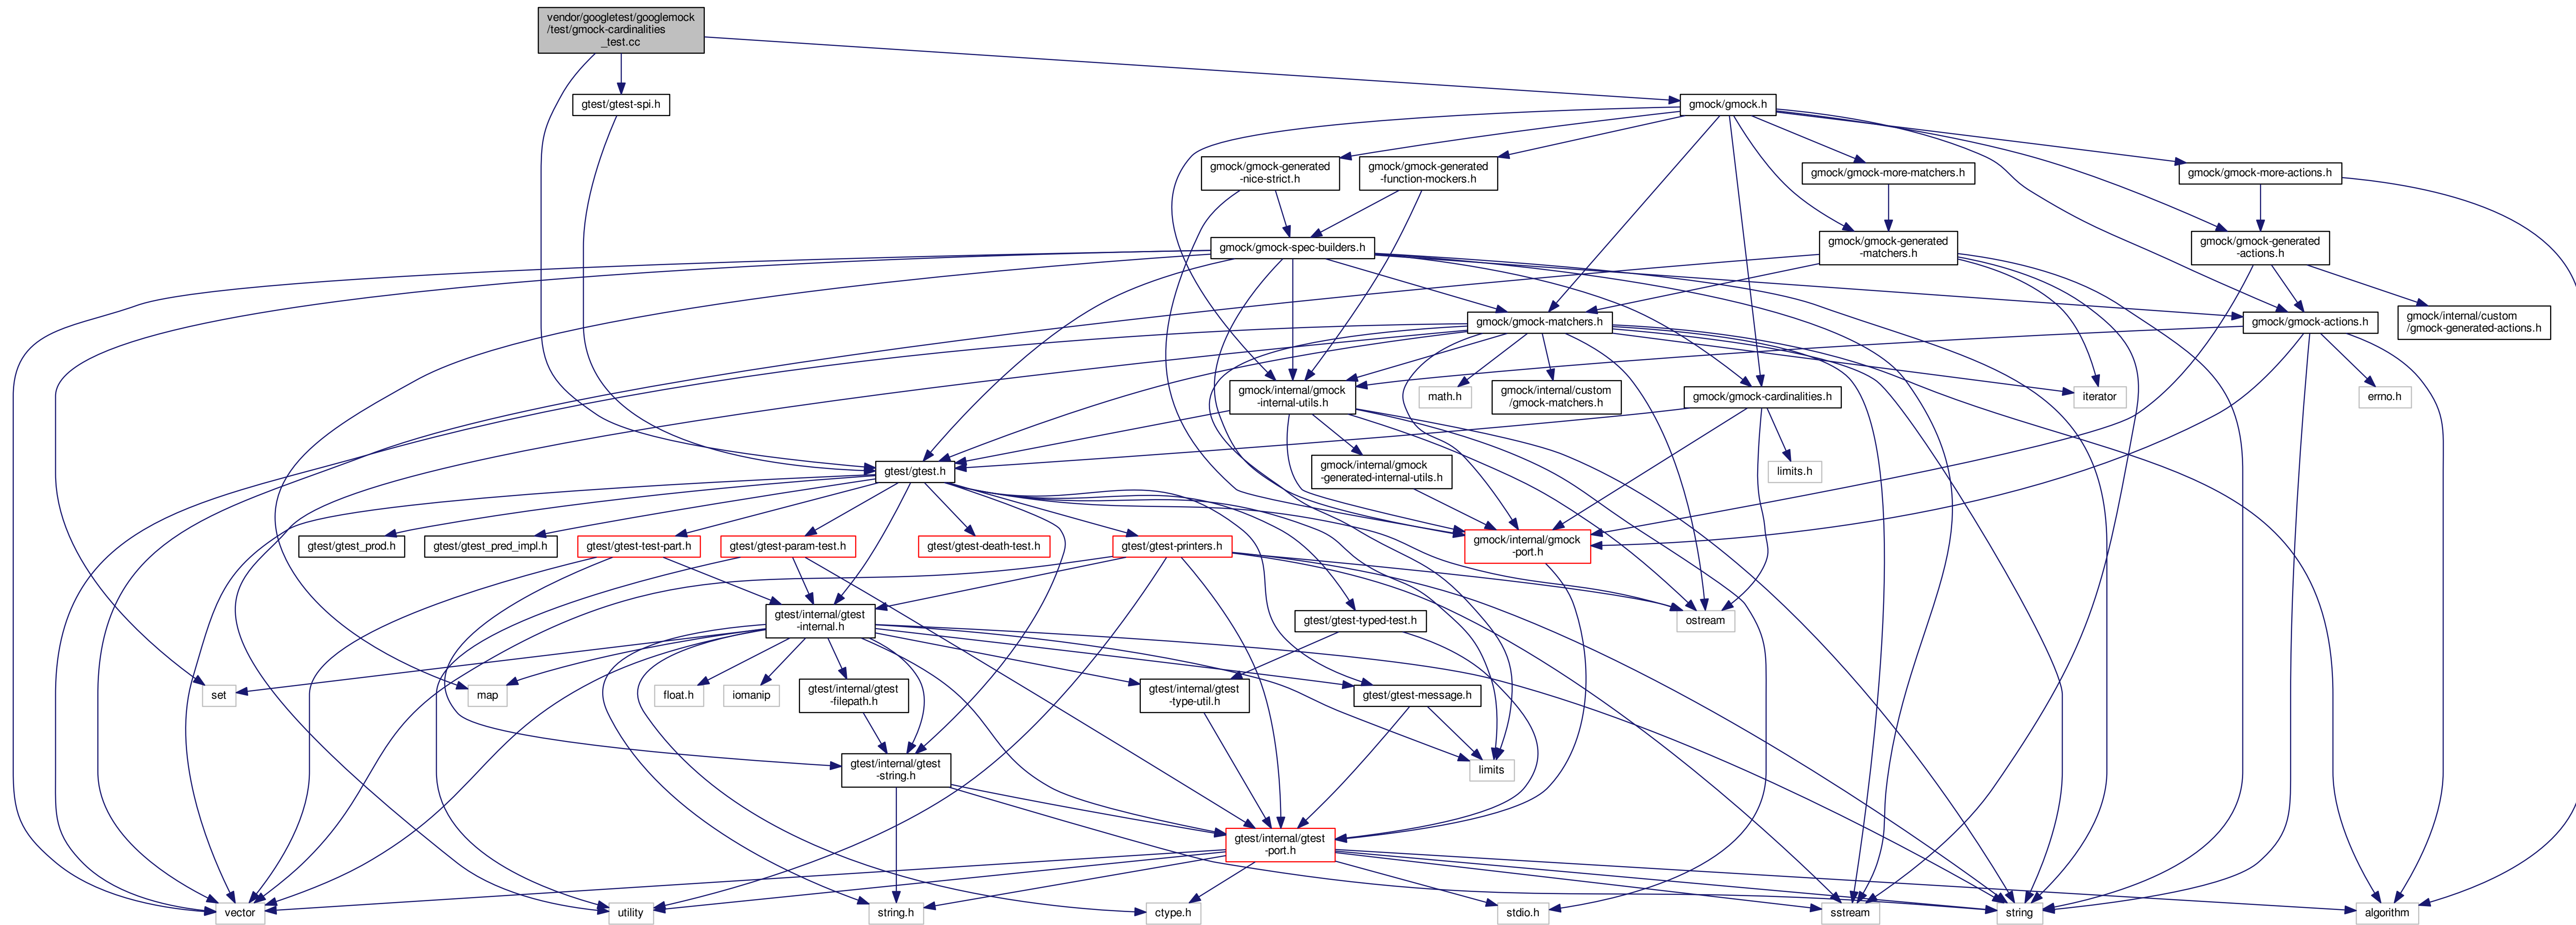 vendor/googletest/googlemock
/test/gmock-cardinalities
_test.cc
gtest/gtest-spi.h
gmock/gmock.h
gmock/gmock-generated
-nice-strict.h
gmock/gmock-generated
-function-mockers.h
gmock/gmock-more-matchers.h
gmock/gmock-more-actions.h
gmock/gmock-spec-builders.h
gmock/gmock-generated
-matchers.h
gmock/gmock-generated
-actions.h
gmock/gmock-matchers.h
gmock/gmock-actions.h
gmock/internal/custom
/gmock-generated-actions.h
gmock/internal/gmock
-internal-utils.h
math.h
gmock/internal/custom
/gmock-matchers.h
gmock/gmock-cardinalities.h
iterator
errno.h
gtest/gtest.h
gmock/internal/gmock
-generated-internal-utils.h
limits.h
gtest/gtest_prod.h
gtest/gtest_pred_impl.h
gtest/gtest-test-part.h
gtest/gtest-param-test.h
gtest/gtest-death-test.h
gtest/gtest-printers.h
gmock/internal/gmock
-port.h
gtest/internal/gtest
-internal.h
gtest/gtest-typed-test.h
ostream
set
map
float.h
iomanip
gtest/internal/gtest
-filepath.h
gtest/internal/gtest
-type-util.h
gtest/gtest-message.h
gtest/internal/gtest
-string.h
limits
gtest/internal/gtest
-port.h
vector
utility
string.h
ctype.h
stdio.h
sstream
string
algorithm